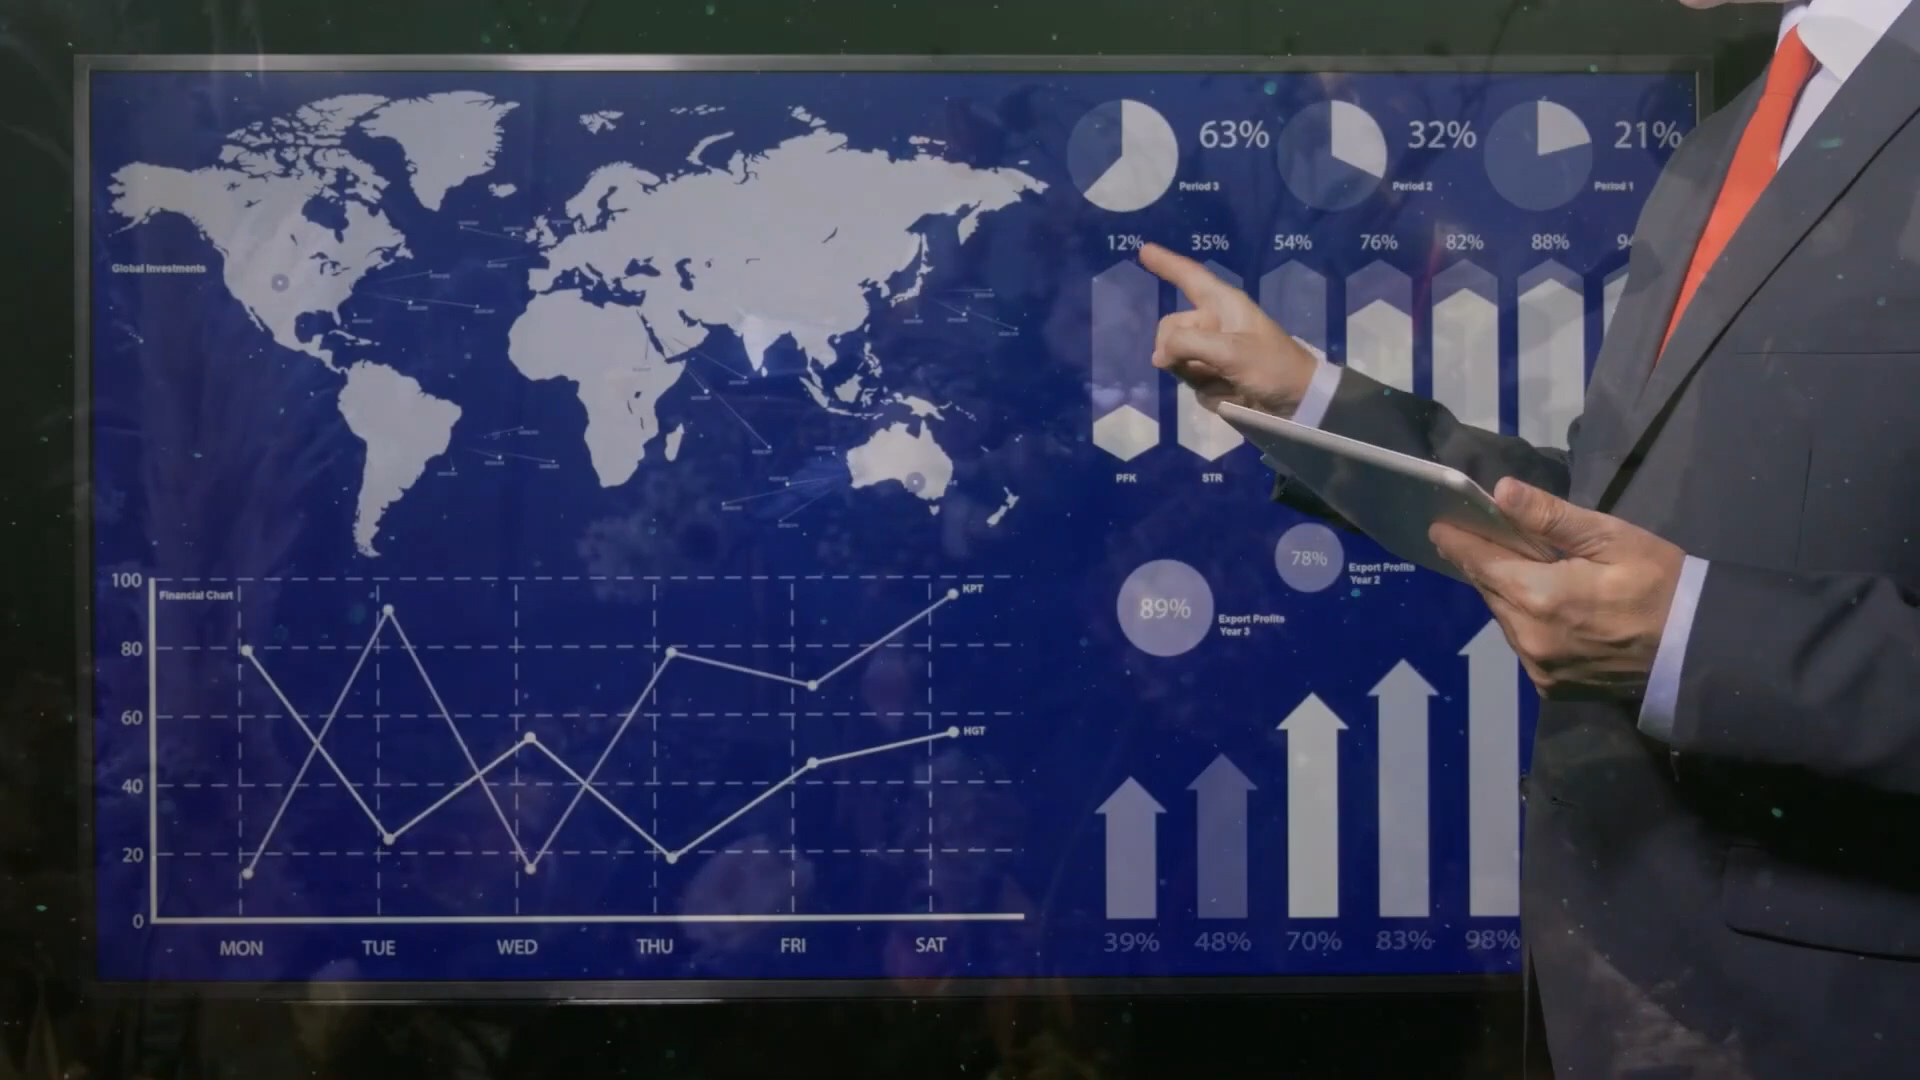 Global Investments
63%
Period 3
32%
Period 2
21%
Period 1
12% 35% 54% 76% 82% 88% 94
PFK STR
89%
Export Profits
Year 3
78%
Export Profits
Year 2
Financial Chart
100
80
60
40
20
0
KPT
HGT
MON TUE WED THU FRI SAT
39% 48% 70% 83% 98%